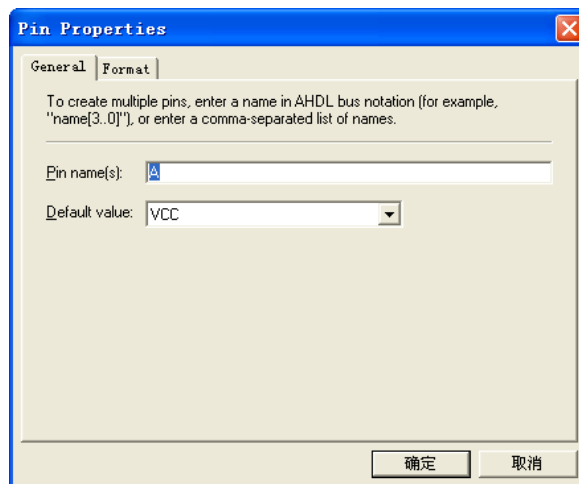 Pin Properties
General Format
To create multiple pins, enter a name in AHDL bus notation (for example,
"name[3..0]"), or enter a comma-separated list of names.
Pin name(s): A
Default value: VCC
确定 取消